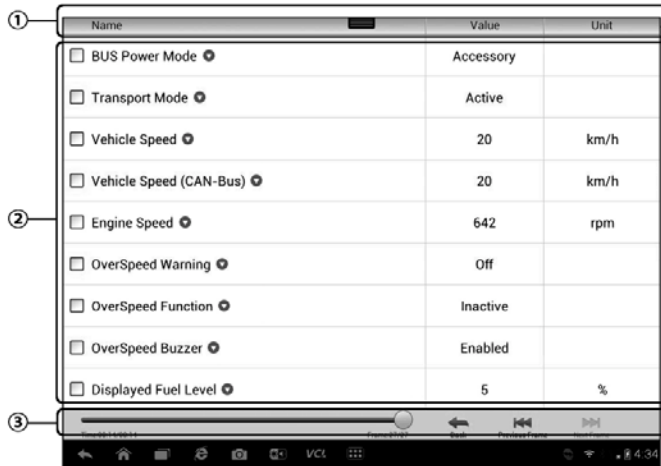 ①
Name Value Unit
②
BUS Power Mode Accessory
Transport Mode Active
Vehicle Speed 20 km/h
Vehicle Speed (CAN-Bus) 20 km/h
Engine Speed 642 rpm
OverSpeed Warning Off
OverSpeed Function Inactive
OverSpeed Buzzer Enabled
Displayed Fuel Level 5 %
③
Back Previous Frame Next Frame
VCI 4:34